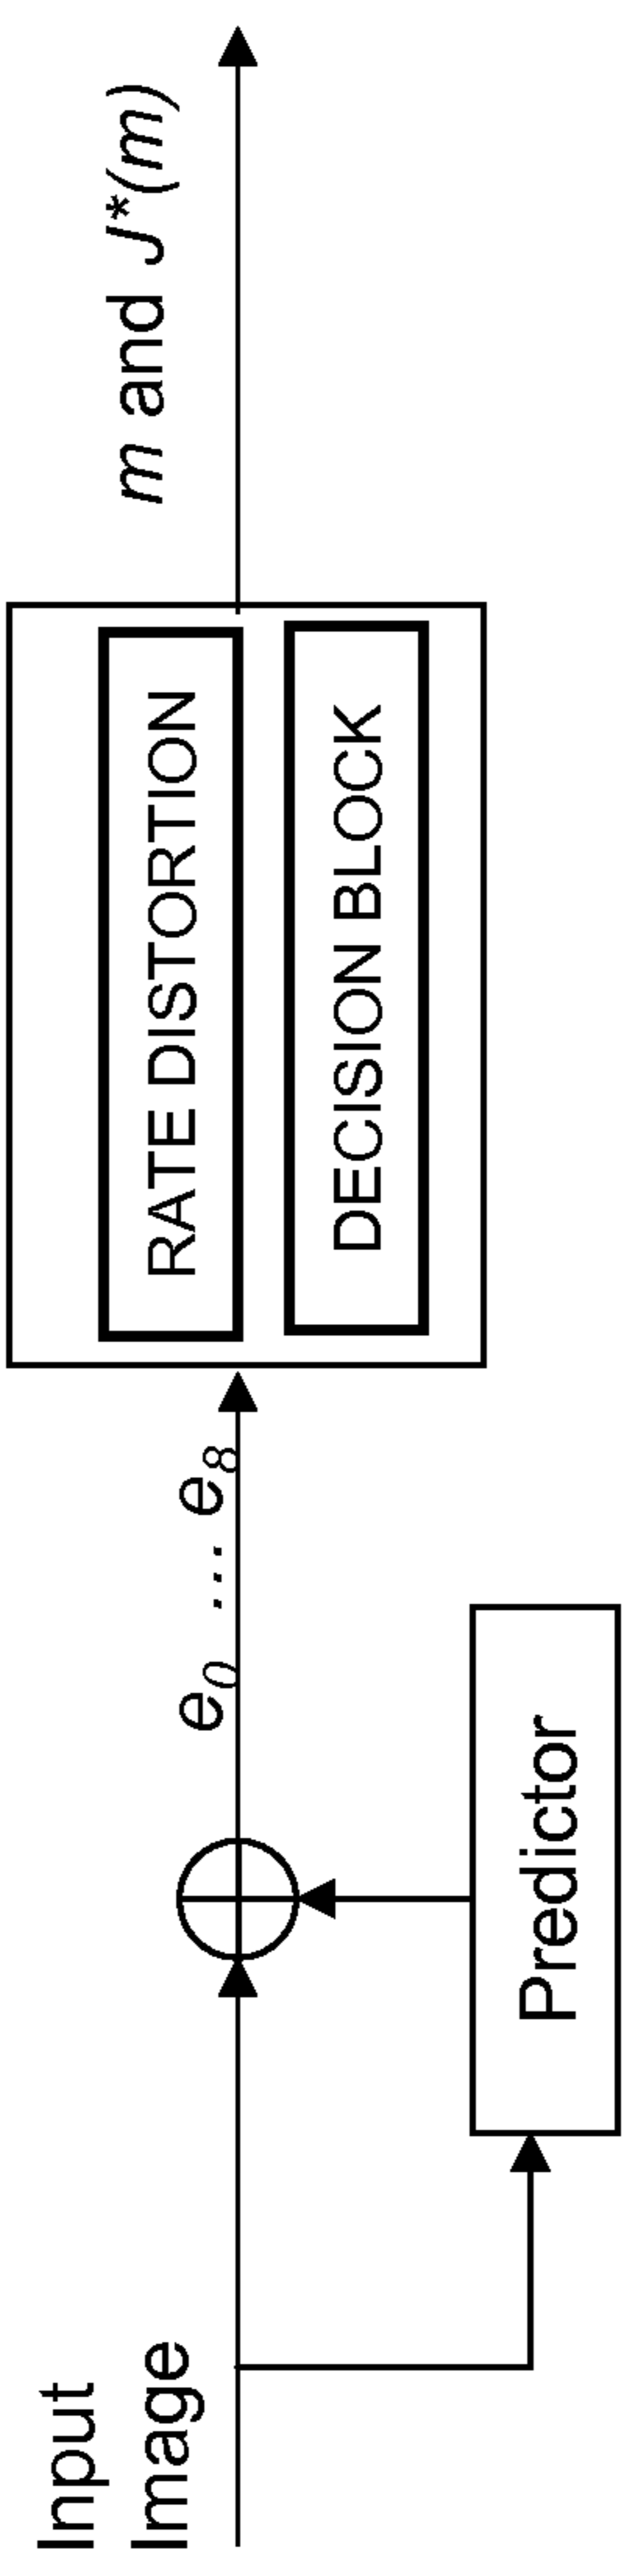 Input
Image
Predictor
e₀ ... e₈
RATE DISTORTION
DECISION BLOCK
m and J*(m)